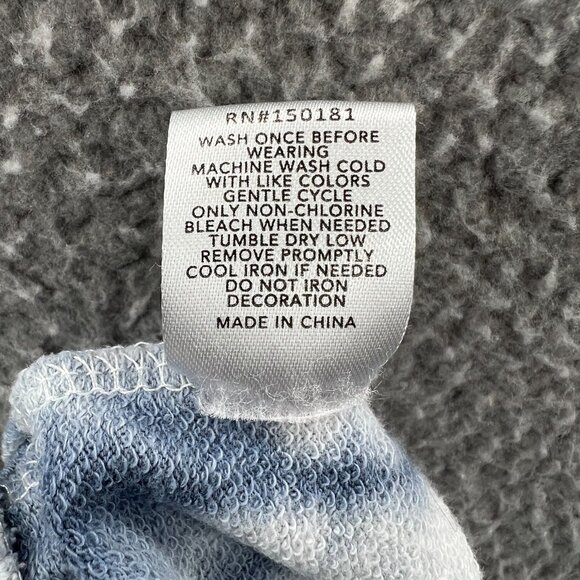 RN#150181
WASH ONCE BEFORE
WEARING
MACHINE WASH COLD
WITH LIKE COLORS
GENTLE CYCLE
ONLY NON-CHLORINE
BLEACH WHEN NEEDED
TUMBLE DRY LOW
REMOVE PROMPTLY
COOL IRON IF NEEDED
DO NOT IRON
DECORATION
MADE IN CHINA